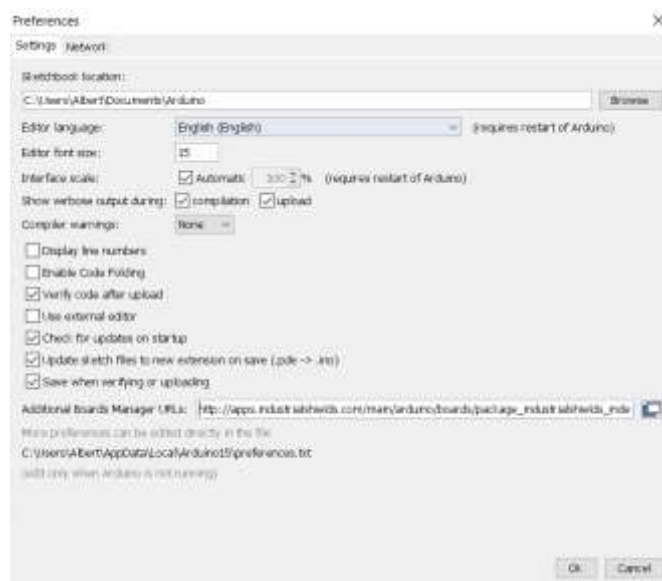 Preferences
Settings Network
Sketchbook location:
C:\Users\Albert\Documents\Arduino
Browse
Editor language: English (English) (requires restart of Arduino)
Editor font size: 15
Interface scale: Automatic 100 % (requires restart of Arduino)
Show verbose output during: compilation upload
Compiler warnings: None
Display line numbers
Enable Code Folding
Verify code after upload
Use external editor
Check for updates on startup
Update sketch files to new extension on save (.pde -> .ino)
Save when verifying or uploading
Additional Boards Manager URLs: http://apps.industrialshields.com/main/arduino/boards/package_industrialshields_inde
More preferences can be edited directly in the file
C:\Users\Albert\AppData\Local\Arduino15\preferences.txt
(edit only when Arduino is not running)
OK Cancel